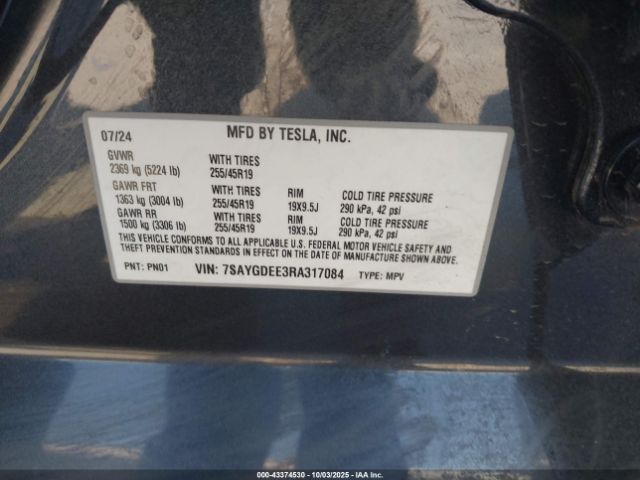 07/24 MFD BY TESLA, INC.
GVWR WITH TIRES
2369 kg (5224 lb) 255/45R19
GAWR FRT WITH TIRES RIM COLD TIRE PRESSURE
1363 kg (3004 lb) 255/45R19 19X9.5J 290 kPa, 42 psi
GAWR RR WITH TIRES RIM COLD TIRE PRESSURE
1500 kg (3306 lb) 255/45R19 19X9.5J 290 kPa, 42 psi
THIS VEHICLE CONFORMS TO ALL APPLICABLE U.S. FEDERAL MOTOR VEHICLE SAFETY AND
THEFT PREVENTION STANDARDS IN EFFECT ON THE DATE OF MANUFACTURE SHOWN ABOVE.
PNT: PN01 VIN: 7SAYGDEE3RA317084 TYPE: MPV
000-43374530 - 10/03/2025 - IAA Inc.